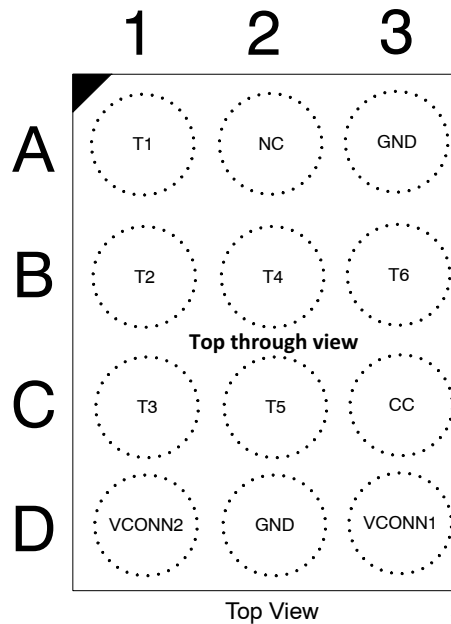 1 2 3
A T1 NC GND
B T2 T4 T6
Top through view
C T3 T5 CC
D VCONN2 GND VCONN1
Top View